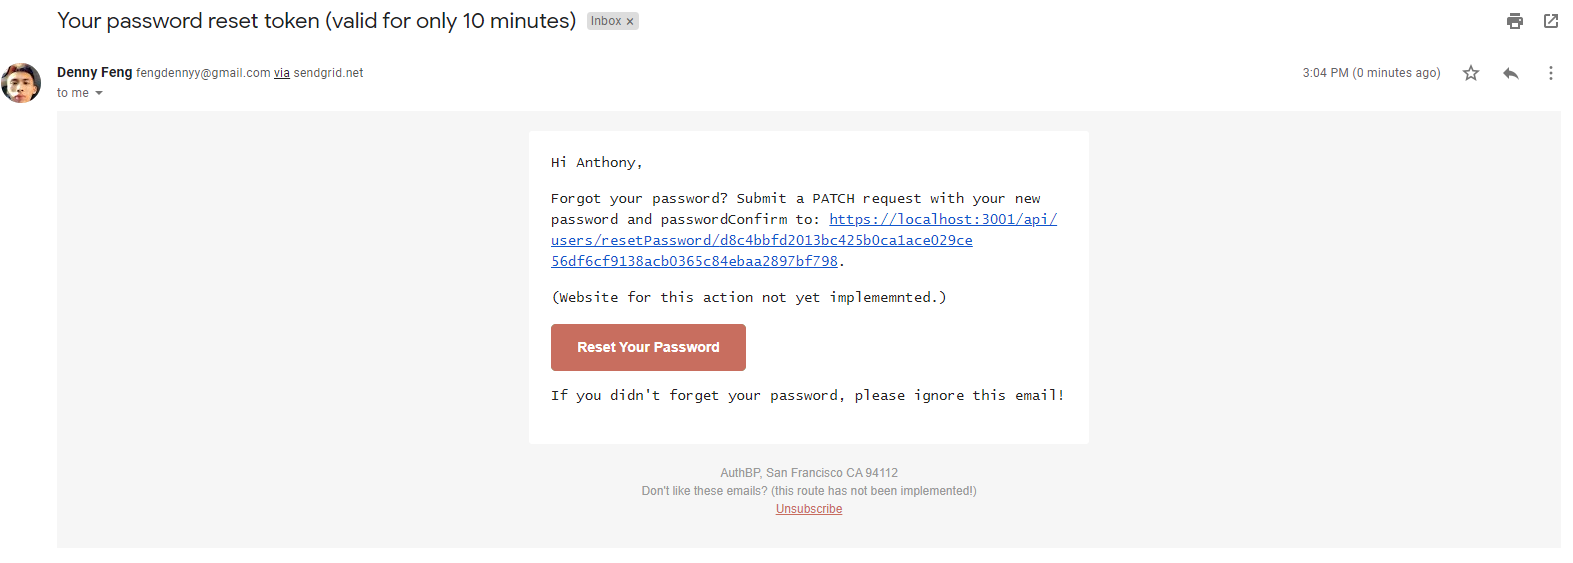 Your password reset token (valid for only 10 minutes) Inbox x
Denny Feng fengdennyy@gmail.com via sendgrid.net 3:04 PM (0 minutes ago)
to me
Hi Anthony,
Forgot your password? Submit a PATCH request with your new
password and passwordConfirm to: https://localhost:3001/api/
users/resetPassword/d8c4bbfd2013bc425b0ca1ace029ce
56df6cf9138acb0365c84ebaa2897bf798.
(Website for this action not yet implememnted.)
Reset Your Password
If you didn't forget your password, please ignore this email!
AuthBP, San Francisco CA 94112
Don't like these emails? (this route has not been implemented!)
Unsubscribe